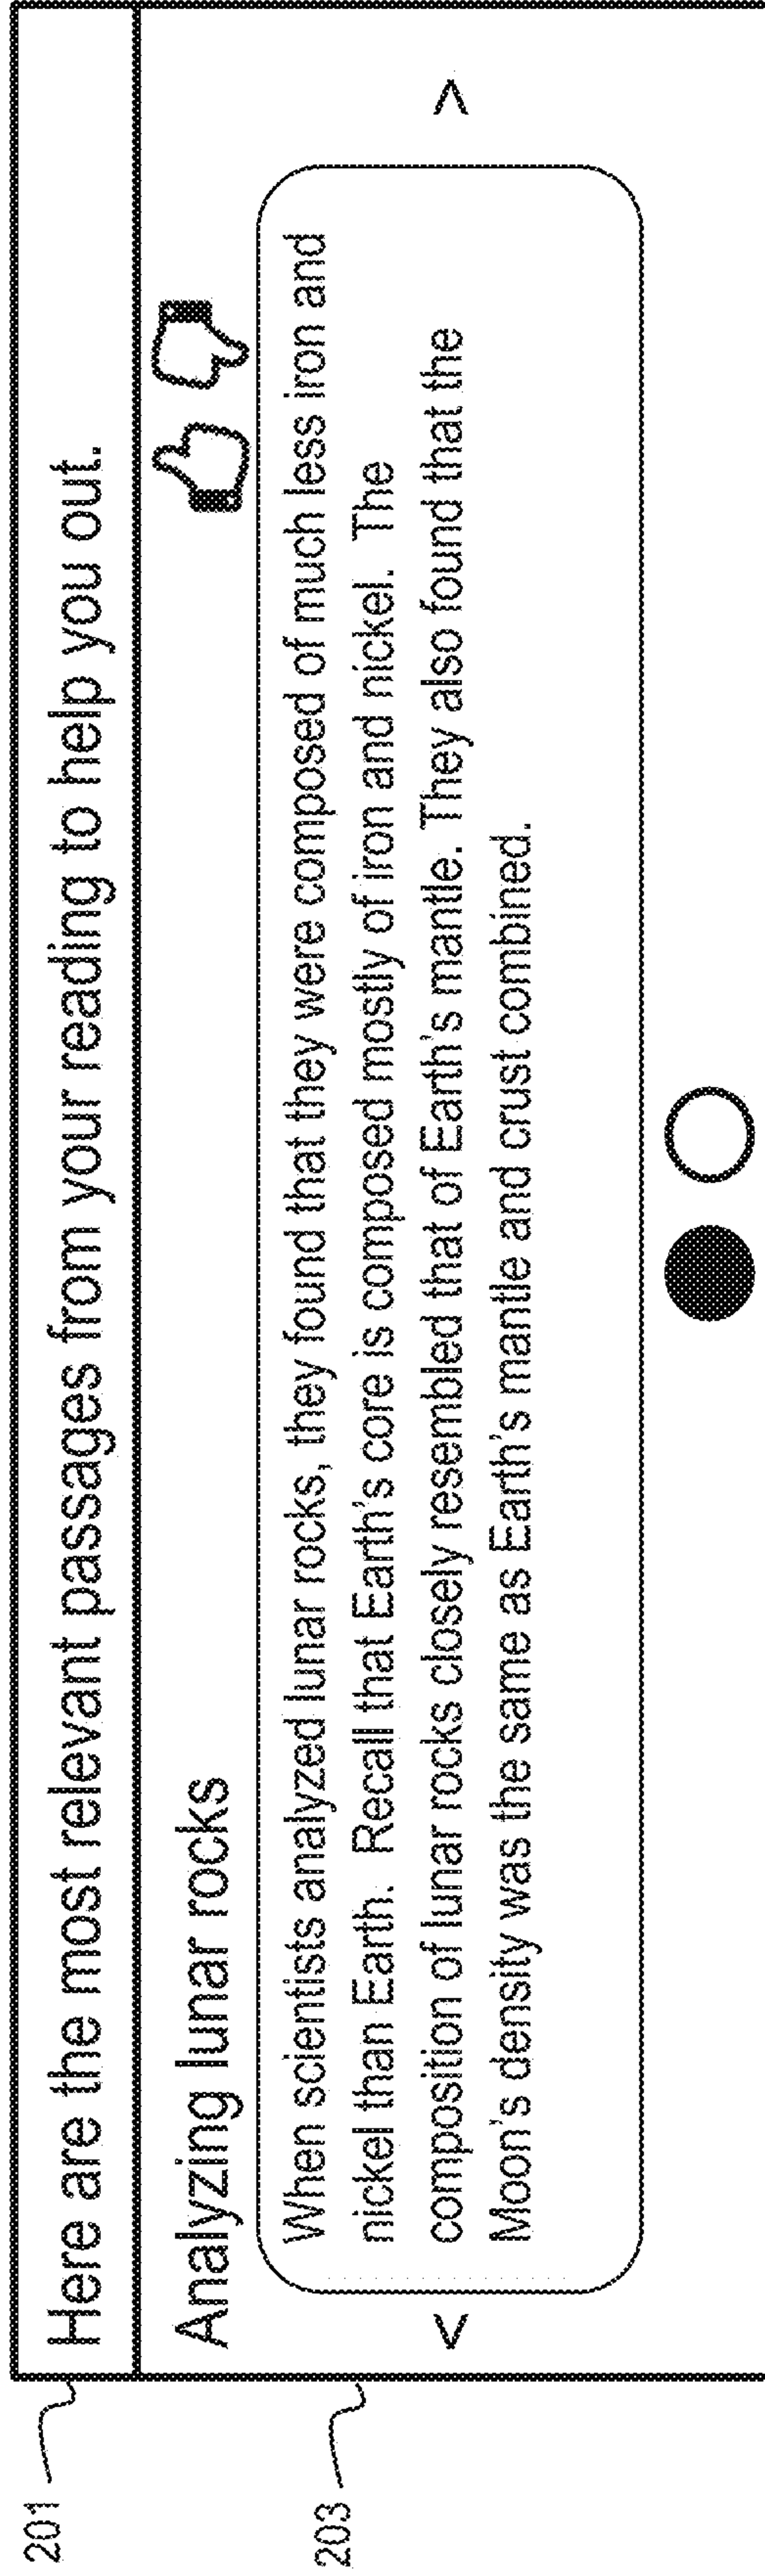 201
Here are the most relevant passages from your reading to help you out.
Analyzing lunar rocks
203
When scientists analyzed lunar rocks, they found that they were composed of much less iron and
nickel than Earth.  Recall that Earth's core is composed mostly of iron and nickel.  The
composition of lunar rocks closely resembled that of Earth's mantle. They also found that the
Moon's density was the same as Earth's mantle and crust combined.
< >